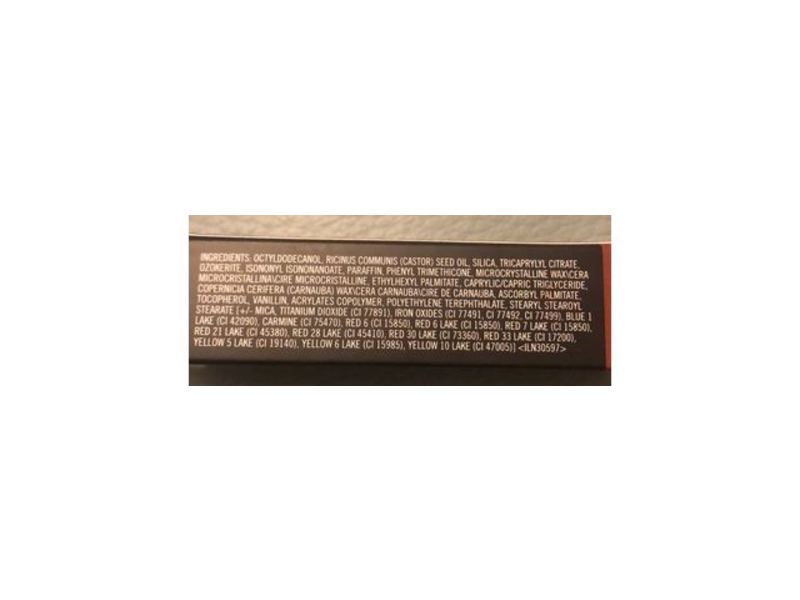 INGREDIENTS: OCTYLDODECANOL, RICINUS COMMUNIS (CASTOR) SEED OIL, SILICA, TRICAPRYLYL CITRATE,
OZOKERITE, ISONONYL ISONONANOATE, PARAFFIN, PHENYL TRIMETHICONE, MICROCRYSTALLINE WAX\CERA
MICROCRISTALLINA\CIRE MICROCRISTALLINE, ETHYLHEXYL PALMITATE, CAPRYLIC/CAPRIC TRIGLYCERIDE,
COPERNICIA CERIFERA (CARNAUBA) WAX\CERA CARNAUBA\CIRE DE CARNAUBA, ASCORBYL PALMITATE,
TOCOPHEROL, VANILLIN, ACRYLATES COPOLYMER, POLYETHYLENE TEREPHTHALATE, STEARYL STEAROYL
STEARATE [+/- MICA, TITANIUM DIOXIDE (CI 77891), IRON OXIDES (CI 77491, CI 77492, CI 77499), BLUE 1
LAKE (CI 42090), CARMINE (CI 75470), RED 6 (CI 15850), RED 6 LAKE (CI 15850), RED 7 LAKE (CI 15850),
RED 21 LAKE (CI 45380), RED 28 LAKE (CI 45410), RED 30 LAKE (CI 73360), RED 33 LAKE (CI 17200),
YELLOW 5 LAKE (CI 19140), YELLOW 6 LAKE (CI 15985), YELLOW 10 LAKE (CI 47005)] <ILN30597>